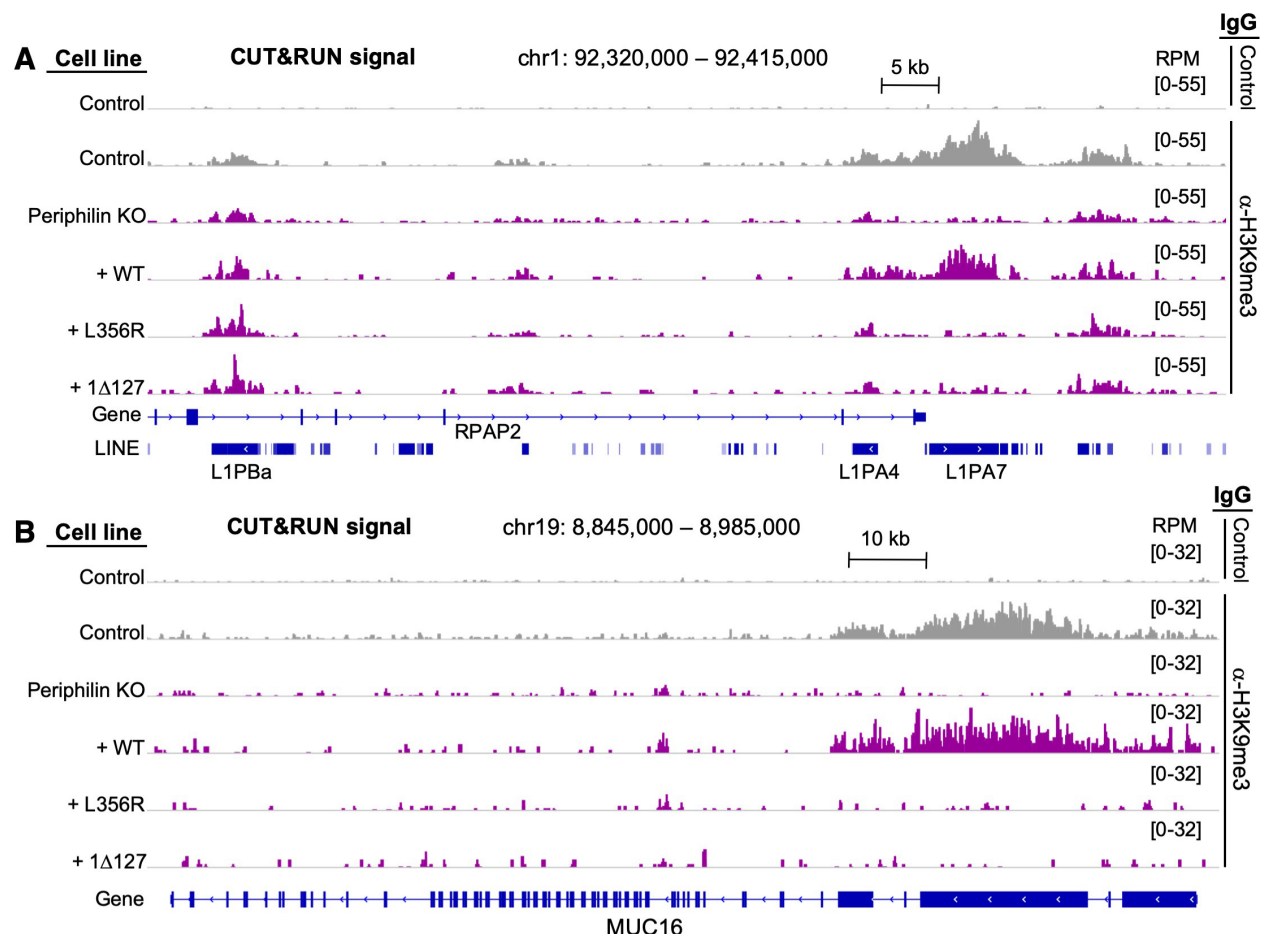 A Cell line CUT&RUN signal chr1: 92,320,000 – 92,415,000 5 kb RPM IgG
Control [0-55] Control
Control [0-55]
Periphilin KO [0-55]
+ WT [0-55]
+ L356R [0-55]
+ 1Δ127 [0-55]
α-H3K9me3
Gene
RPAP2
LINE
L1PBa L1PA4 L1PA7
B Cell line CUT&RUN signal chr19: 8,845,000 – 8,985,000 10 kb RPM IgG
Control [0-32] Control
Control [0-32]
Periphilin KO [0-32]
+ WT [0-32]
+ L356R [0-32]
+ 1Δ127 [0-32]
α-H3K9me3
Gene
MUC16